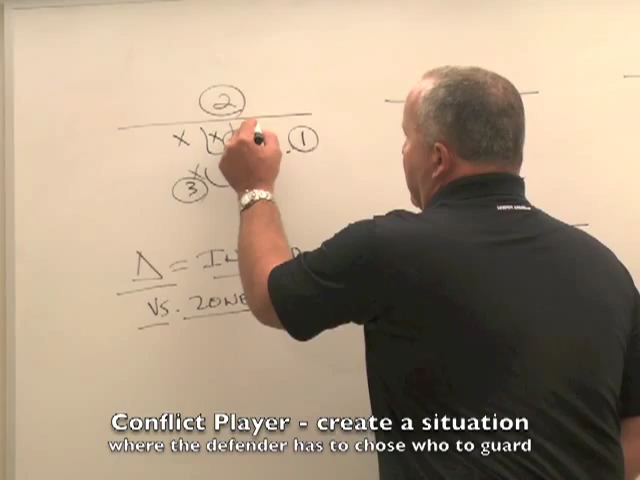 2
X X 1
X
3
Δ =
VS. ZONE
Conflict Player - create a situation
where the defender has to chose who to guard